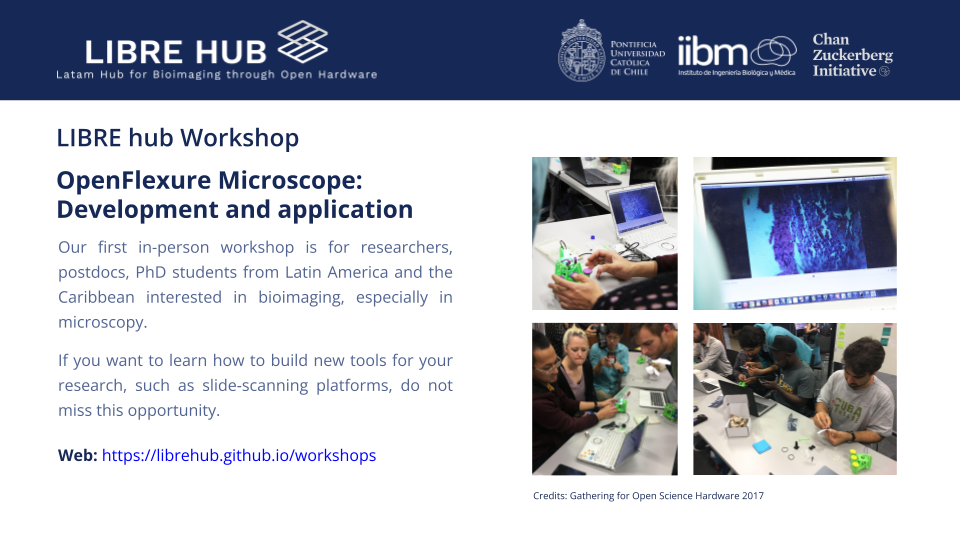 LIBRE HUB
Latam Hub for Bioimaging through Open Hardware
PONTIFICIA
UNIVERSIDAD
CATÓLICA
DE CHILE
iibm
Instituto de Ingeniería Biológica y Médica
Chan
Zuckerberg
Initiative
LIBRE hub Workshop
OpenFlexure Microscope:
Development and application
Our first in-person workshop is for researchers,
postdocs, PhD students from Latin America and the
Caribbean interested in bioimaging, especially in
microscopy.
If you want to learn how to build new tools for your
research, such as slide-scanning platforms, do not
miss this opportunity.
Web: https://librehub.github.io/workshops
Credits: Gathering for Open Science Hardware 2017